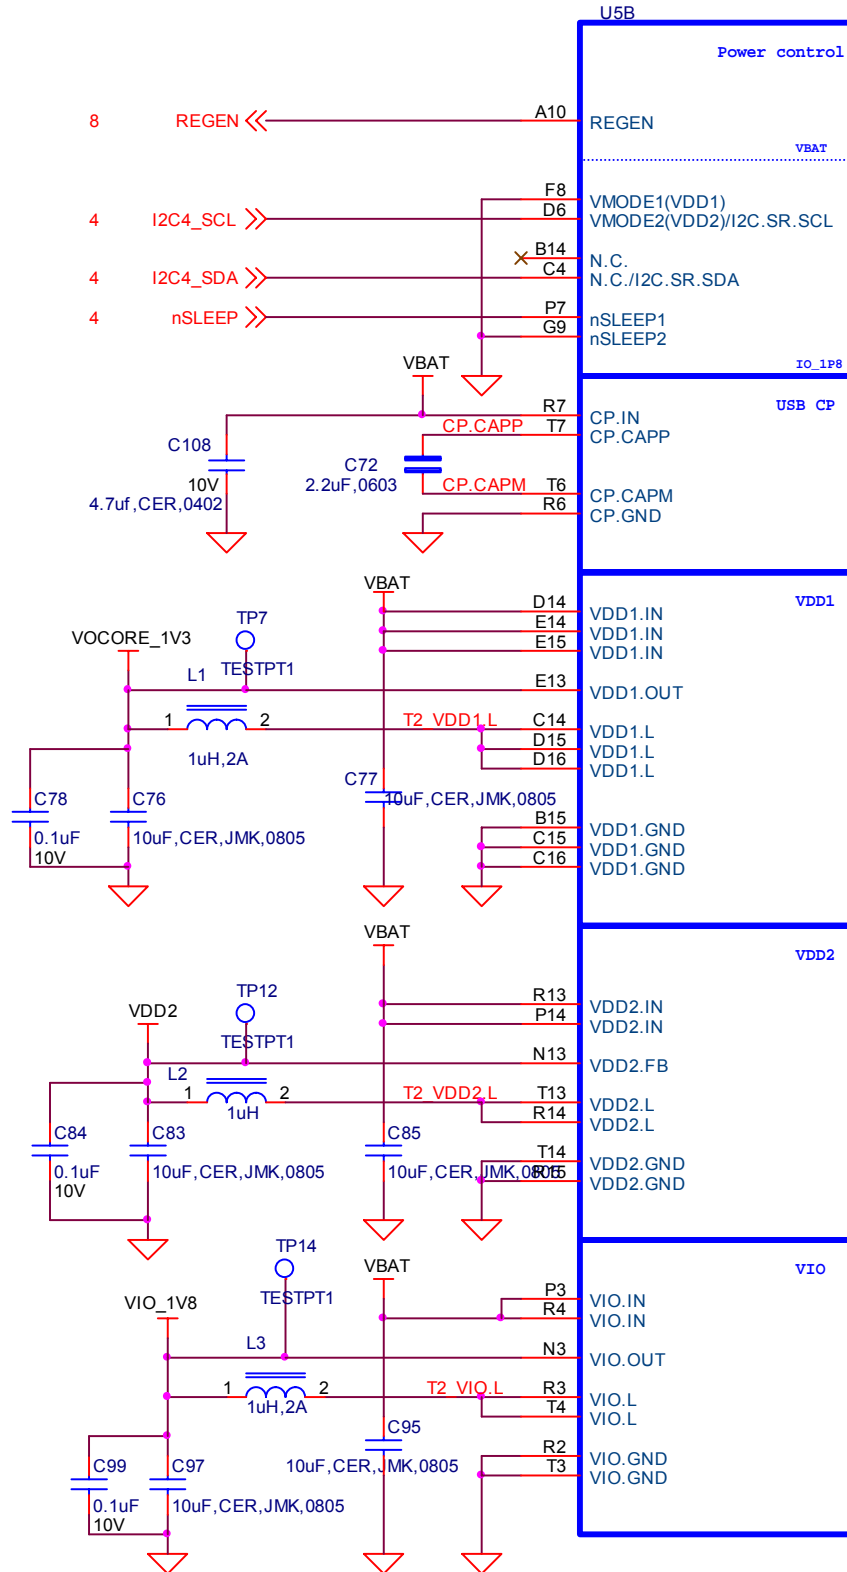 U5B
Power control
8 REGEN A10 REGEN
VBAT
F8 VMODE1(VDD1)
4 I2C4_SCL D6 VMODE2(VDD2)/I2C.SR.SCL
B14 N.C.
4 I2C4_SDA C4 N.C./I2C.SR.SDA
4 nSLEEP P7 nSLEEP1
G9 nSLEEP2
IO_1P8
VBAT
USB CP
R7 CP.IN
CP.CAPP T7 CP.CAPP
C108
C72
10V
2.2uF,0603
4.7uf,CER,0402
CP.CAPM T6 CP.CAPM
R6 CP.GND
VBAT
VDD1
D14 VDD1.IN
TP7
E14 VDD1.IN
VOCORE_1V3
E15 VDD1.IN
TESTPT1
L1
E13 VDD1.OUT
1 2 T2_VDD1.L C14 VDD1.L
D15 VDD1.L
1uH,2A
D16 VDD1.L
C77
C78 C76 10uF,CER,JMK,0805
B15 VDD1.GND
0.1uF 10uF,CER,JMK,0805
C15 VDD1.GND
10V
C16 VDD1.GND
VBAT
VDD2
TP12
R13 VDD2.IN
VDD2
P14 VDD2.IN
TESTPT1
N13 VDD2.FB
L2
1 2 T2_VDD2.L T13 VDD2.L
1uH
R14 VDD2.L
C84 C83 C85
T14 VDD2.GND
0.1uF 10uF,CER,JMK,0805 10uF,CER,JMK,0805
R15 VDD2.GND
10V
TP14
VBAT
VIO
TESTPT1
P3 VIO.IN
VIO_1V8
R4 VIO.IN
L3
N3 VIO.OUT
1 2 T2_VIO.L R3 VIO.L
1uH,2A
T4 VIO.L
C95
R2 VIO.GND
C99 C97 10uF,CER,JMK,0805
T3 VIO.GND
0.1uF 10uF,CER,JMK,0805
10V